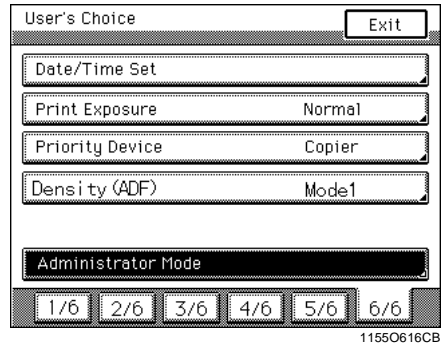 User's Choice Exit
Date/Time Set
Print Exposure Normal
Priority Device Copier
Density(ADF) Mode1
Administrator Mode
1/6 2/6 3/6 4/6 5/6 6/6
1155O616CB